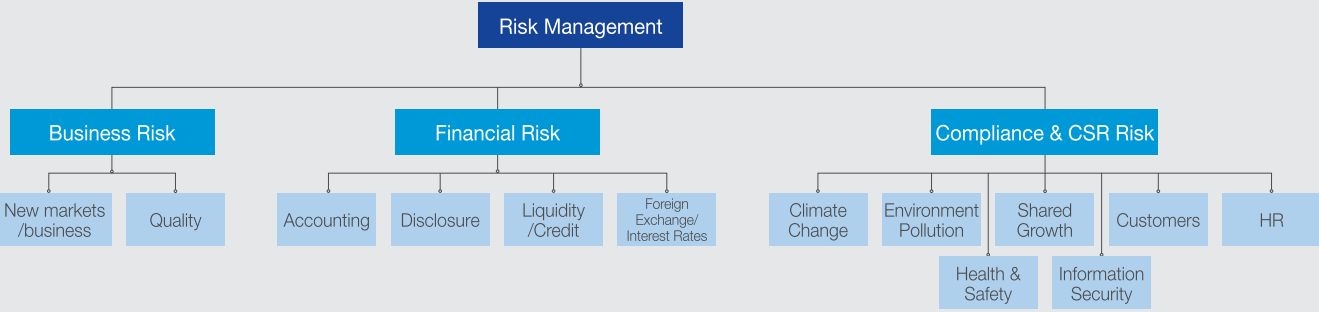 Risk Management
Business Risk
Financial Risk
Compliance & CSR Risk
New markets
/business
Quality
Accounting
Disclosure
Liquidity
/Credit
Foreign
Exchange/
Interest Rates
Climate
Change
Environment
Pollution
Shared
Growth
Customers
HR
Health &
Safety
Information
Security